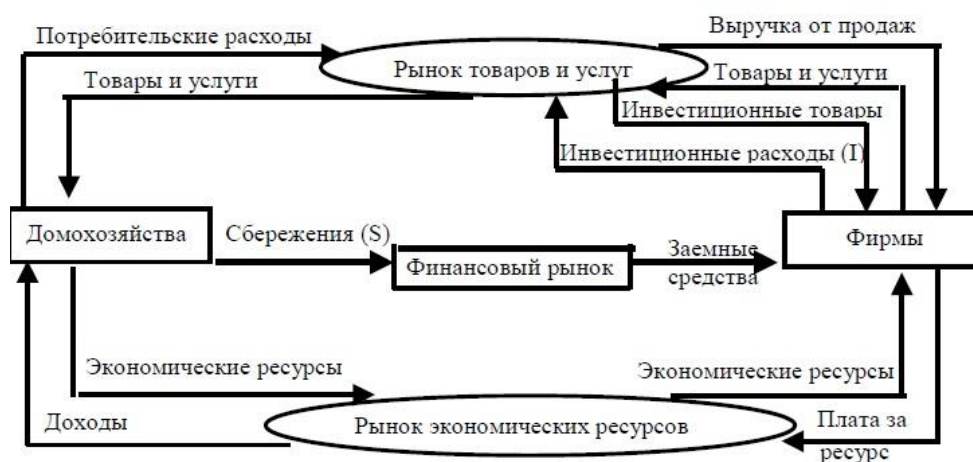 Потребительские расходы
Выручка от продаж
Рынок товаров и услуг
Товары и услуги
Товары и услуги
Инвестиционные товары
Инвестиционные расходы (I)
Домохозяйства
Сбережения (S)
Финансовый рынок
Заемные
средства
Фирмы
Экономические ресурсы
Экономические ресурсы
Доходы
Рынок экономических ресурсов
Плата за
ресурс